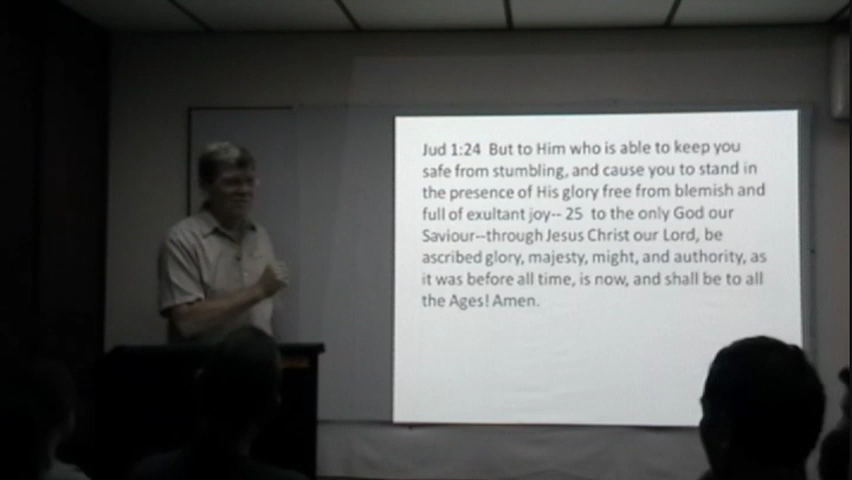 Jud 1:24  But to Him who is able to keep you
safe from stumbling, and cause you to stand in
the presence of His glory free from blemish and
full of exultant joy-- 25  to the only God our
Saviour--through Jesus Christ our Lord, be
ascribed glory, majesty, might, and authority, as
it was before all time, is now, and shall be to all
the Ages! Amen.